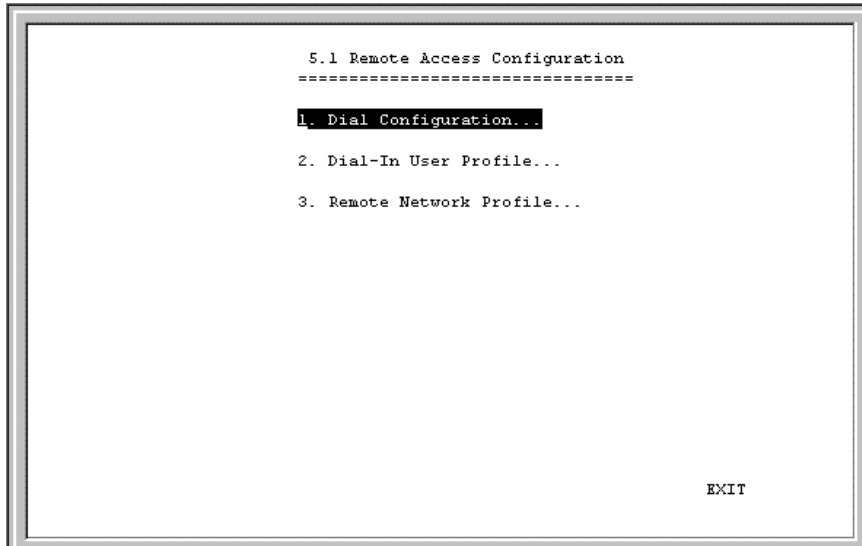 5.1 Remote Access Configuration
=================================
1. Dial Configuration...
2. Dial-In User Profile...
3. Remote Network Profile...
EXIT